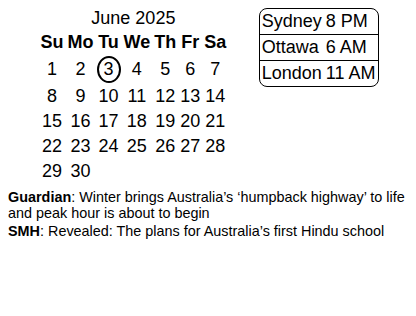 June 2025
Su Mo Tu We Th Fr Sa
1 2 3 4 5 6 7
8 9 10 11 12 13 14
15 16 17 18 19 20 21
22 23 24 25 26 27 28
29 30
Sydney 8 PM
Ottawa 6 AM
London 11 AM
Guardian: Winter brings Australia’s ‘humpback highway’ to life
and peak hour is about to begin
SMH: Revealed: The plans for Australia’s first Hindu school